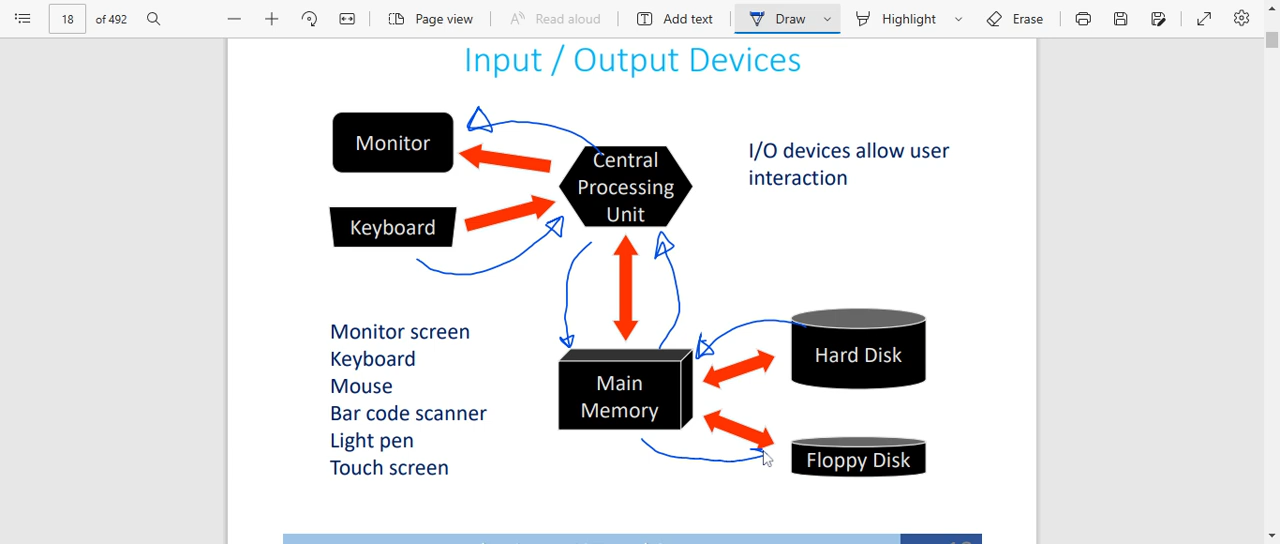 18
of 492
Page view
Read aloud
Add text
Draw
Highlight
Erase
Input / Output Devices
Monitor
Central
Processing
Unit
I/O devices allow user
interaction
Keyboard
Monitor screen
Keyboard
Mouse
Bar code scanner
Light pen
Touch screen
Main
Memory
Hard Disk
Floppy Disk